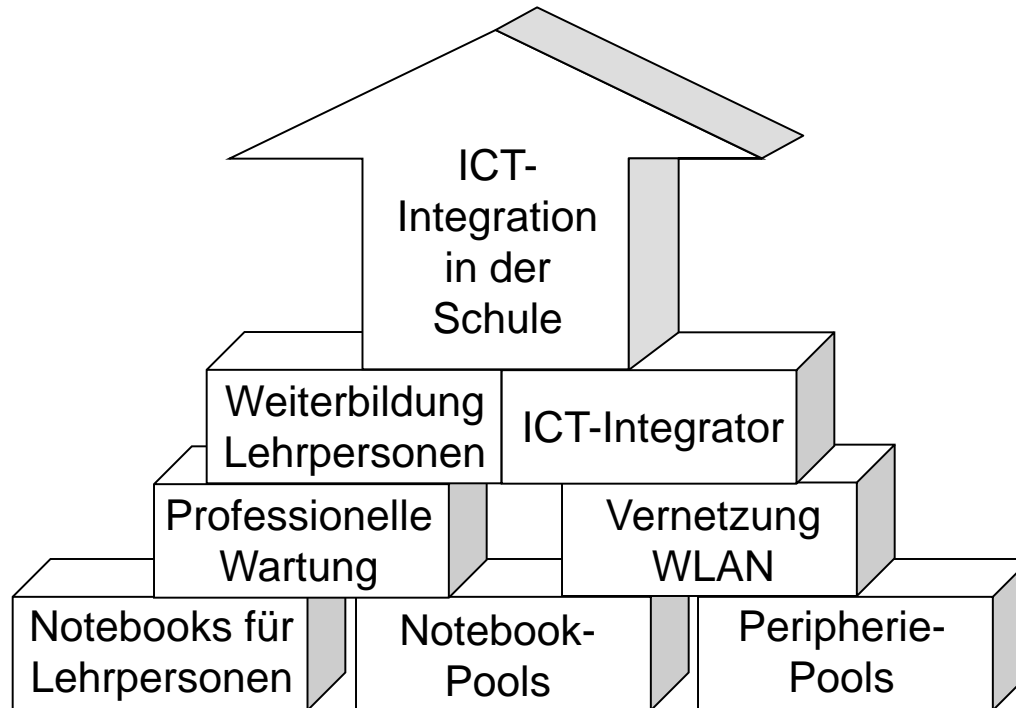 ICT-
Integration
in der
Schule
Weiterbildung
Lehrpersonen
ICT-Integrator
Professionelle
Wartung
Vernetzung
WLAN
Notebooks für
Lehrpersonen
Notebook-
Pools
Peripherie-
Pools